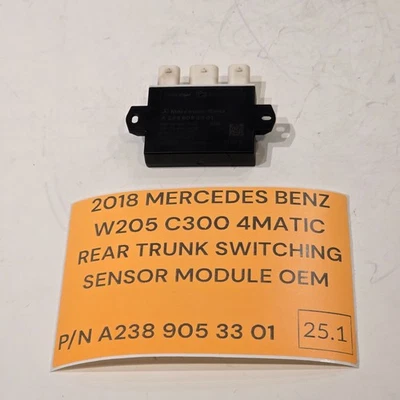 2018 MERCEDES BENZ
W205 C300 4MATIC
REAR TRUNK SWITCHING
SENSOR MODULE OEM
P/N A238 905 33 01 25.1